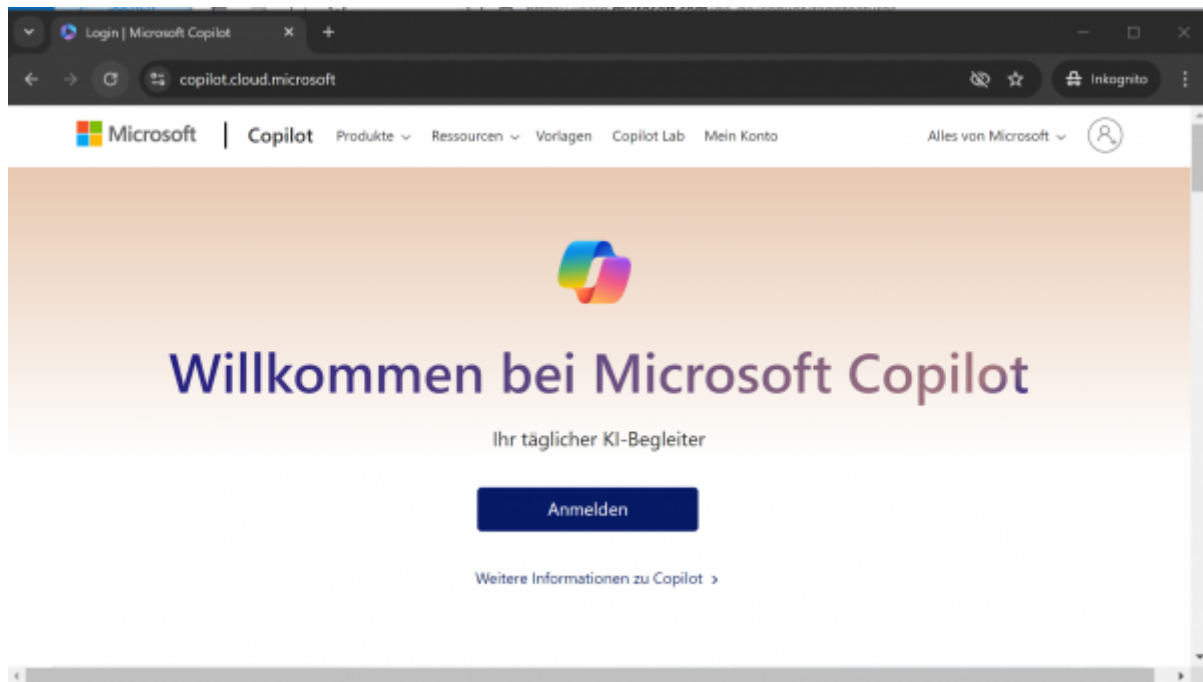 Login | Microsoft Copilot
copilot.cloud.microsoft
Inkognito
Microsoft | Copilot Produkte Ressourcen Vorlagen Copilot Lab Mein Konto Alles von Microsoft
Willkommen bei Microsoft Copilot
Ihr täglicher KI-Begleiter
Anmelden
Weitere Informationen zu Copilot